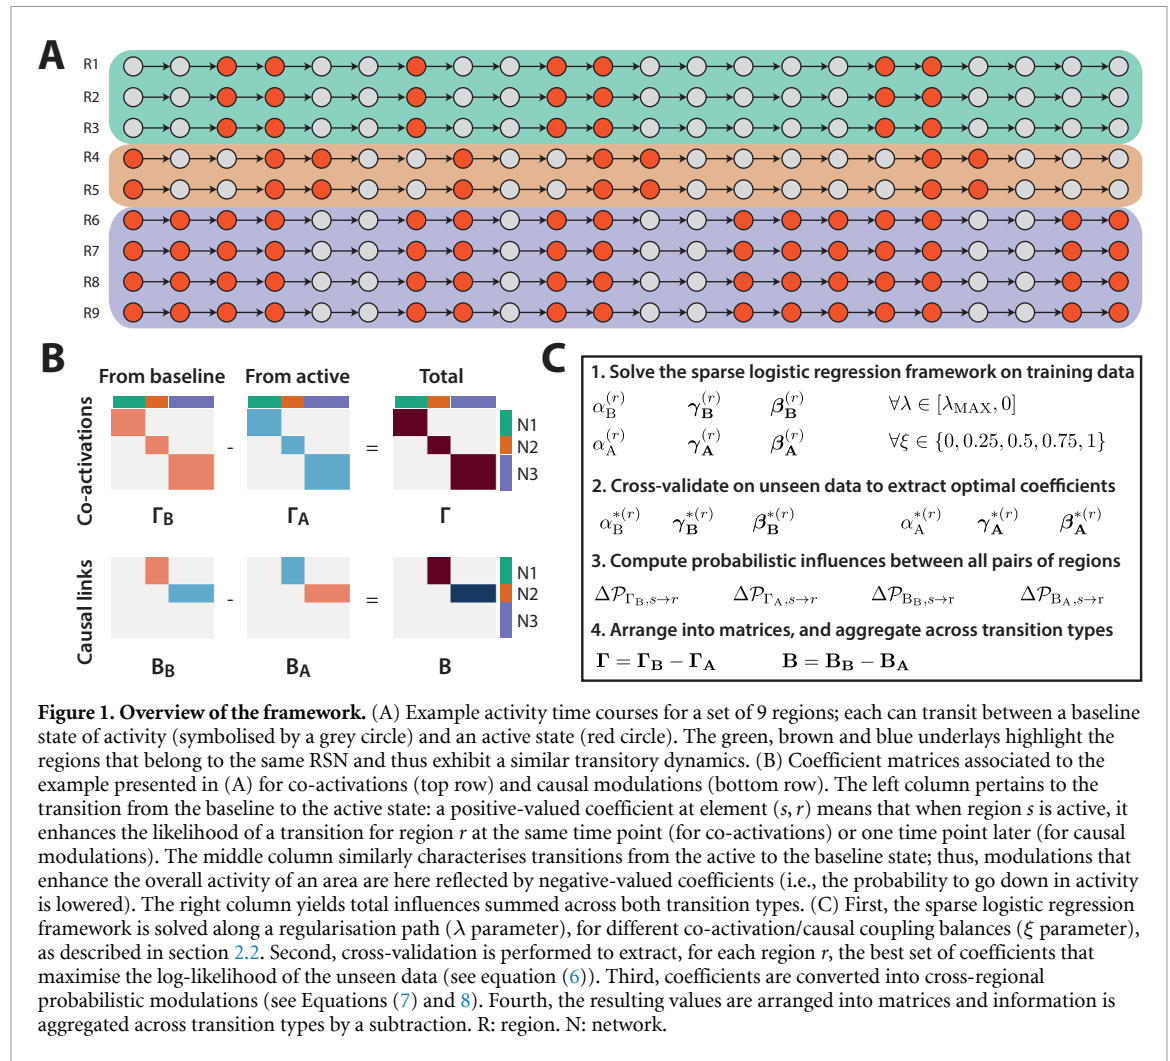 A
R1
R2
R3
R4
R5
R6
R7
R8
R9
B
From baseline From active Total
Co-activations
- =
N1
N2
N3
Γ_B Γ_A Γ
Causal links
- =
N1
N2
N3
B_B B_A B
C
1. Solve the sparse logistic regression framework on training data
α_B^(r) γ_B^(r) β_B^(r) ∀λ ∈ [λ_MAX, 0]
α_A^(r) γ_A^(r) β_A^(r) ∀ξ ∈ {0, 0.25, 0.5, 0.75, 1}
2. Cross-validate on unseen data to extract optimal coefficients
α_B^*(r) γ_B^*(r) β_B^*(r) α_A^*(r) γ_A^*(r) β_A^*(r)
3. Compute probabilistic influences between all pairs of regions
ΔP_Γ_B,s→r ΔP_Γ_A,s→r ΔP_B_B,s→r ΔP_B_A,s→r
4. Arrange into matrices, and aggregate across transition types
Γ = Γ_B − Γ_A B = B_B − B_A
Figure 1. Overview of the framework. (A) Example activity time courses for a set of 9 regions; each can transit between a baseline
state of activity (symbolised by a grey circle) and an active state (red circle). The green, brown and blue underlays highlight the
regions that belong to the same RSN and thus exhibit a similar transitory dynamics. (B) Coefficient matrices associated to the
example presented in (A) for co-activations (top row) and causal modulations (bottom row). The left column pertains to the
transition from the baseline to the active state: a positive-valued coefficient at element (s, r) means that when region s is active, it
enhances the likelihood of a transition for region r at the same time point (for co-activations) or one time point later (for causal
modulations). The middle column similarly characterises transitions from the active to the baseline state; thus, modulations that
enhance the overall activity of an area are here reflected by negative-valued coefficients (i.e., the probability to go down in activity
is lowered). The right column yields total influences summed across both transition types. (C) First, the sparse logistic regression
framework is solved along a regularisation path (λ parameter), for different co-activation/causal coupling balances (ξ parameter),
as described in section 2.2. Second, cross-validation is performed to extract, for each region r, the best set of coefficients that
maximise the log-likelihood of the unseen data (see equation (6)). Third, coefficients are converted into cross-regional
probabilistic modulations (see Equations (7) and 8). Fourth, the resulting values are arranged into matrices and information is
aggregated across transition types by a subtraction. R: region. N: network.